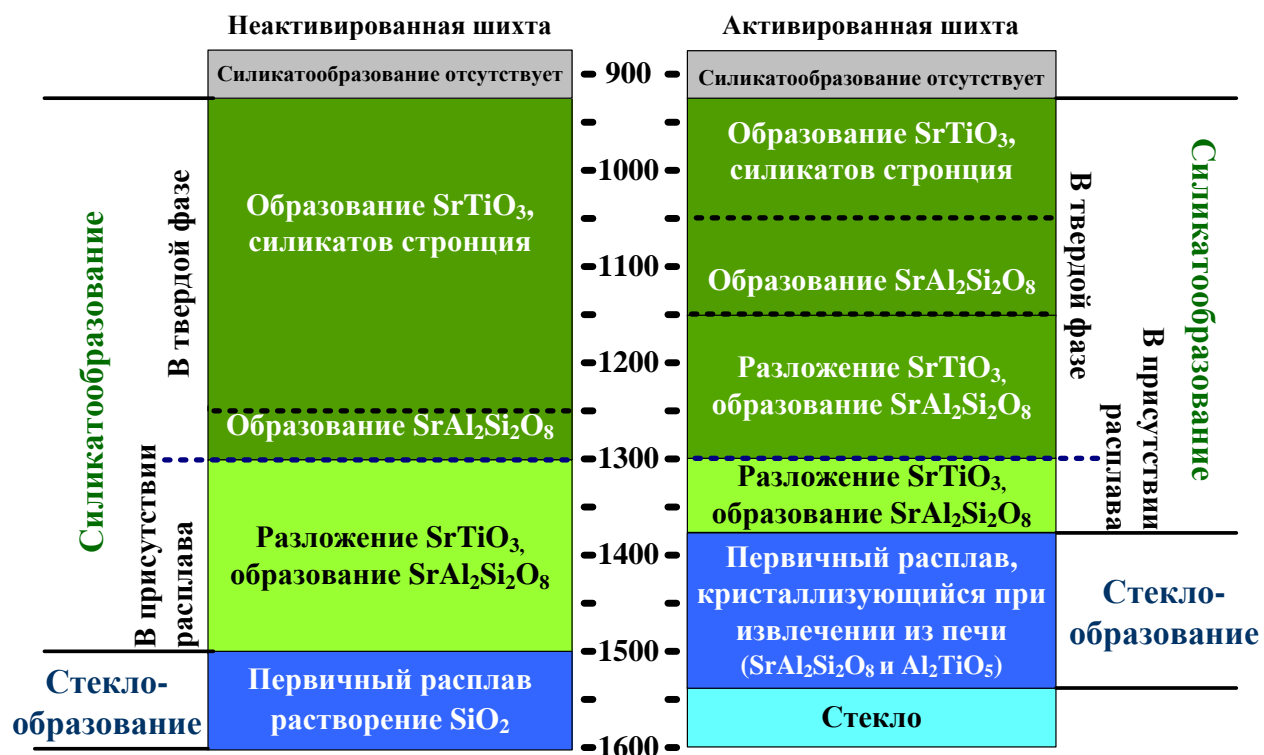 Неактивированная шихта
Активированная шихта
Силикатообразование отсутствует
900
Силикатообразование отсутствует
Силикатообразование
В твердой фазе
Образование SrTiO₃,
силикатов стронция
Образование SrAl₂Si₂O₈
В присутствии
расплава
Разложение SrTiO₃,
образование SrAl₂Si₂O₈
Стекло-
образование
Первичный расплав
растворение SiO₂
1000
1100
1200
1300
1400
1500
1600
Образование SrTiO₃,
силикатов стронция
Образование SrAl₂Si₂O₈
Разложение SrTiO₃,
образование SrAl₂Si₂O₈
Разложение SrTiO₃,
образование SrAl₂Si₂O₈
Первичный расплав,
кристаллизующийся при
извлечении из печи
(SrAl₂Si₂O₈ и Al₂TiO₅)
Стекло
В твердой фазе
В присутствии
расплава
Силикатообразование
Стекло-
образование